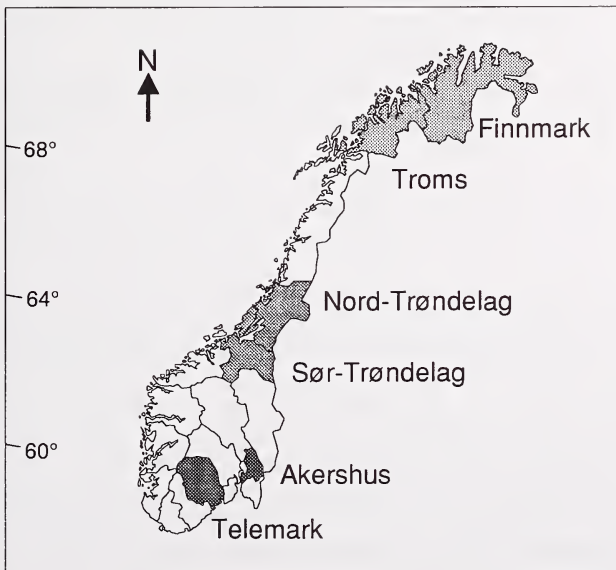 N
68°
Finnmark
Troms
64°
Nord-Trøndelag
Sør-Trøndelag
60°
Akershus
Telemark